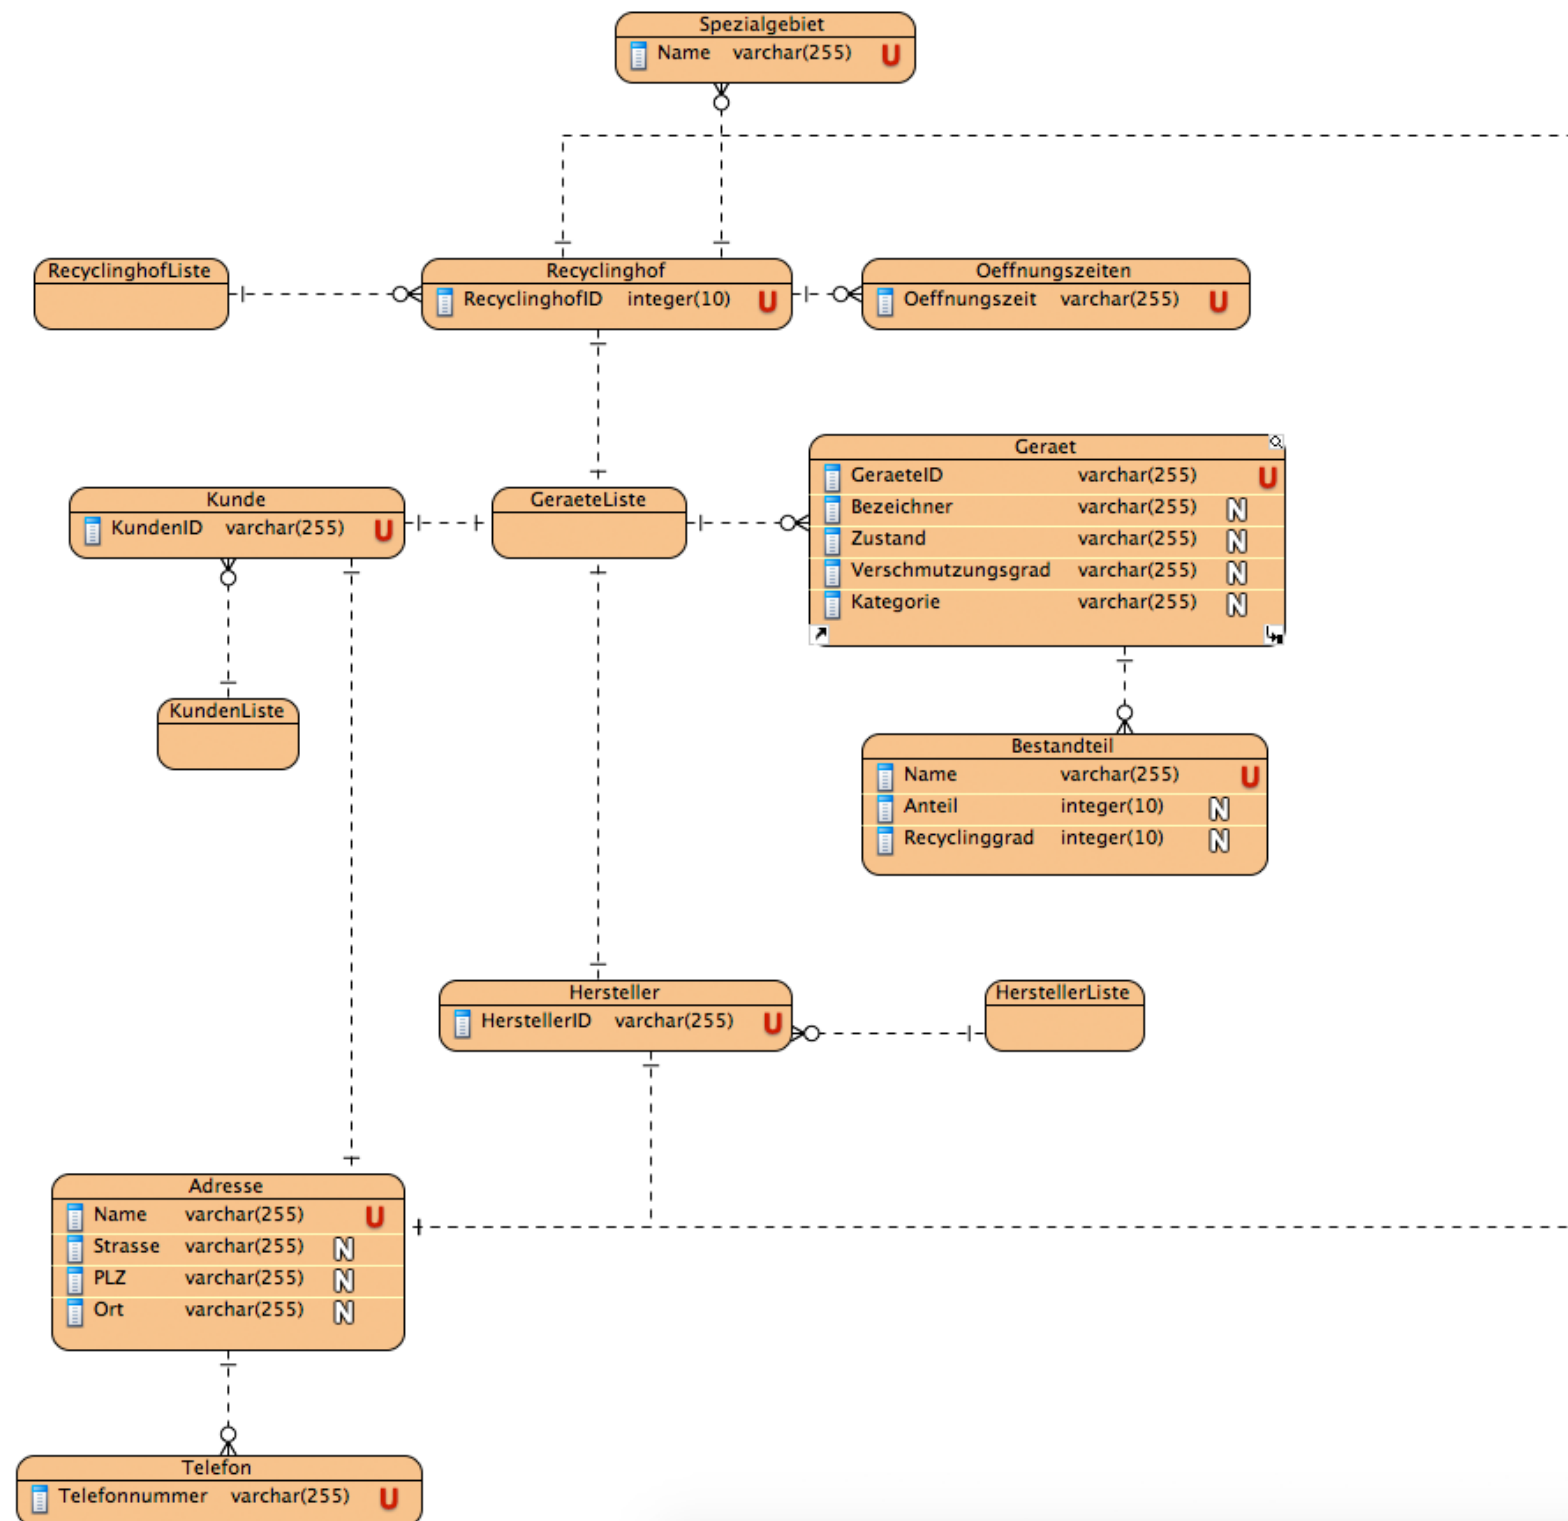 Spezialgebiet
Name varchar(255) U
RecyclinghofListe
Recyclinghof
RecyclinghofID integer(10) U
Oeffnungszeiten
Oeffnungszeit varchar(255) U
Kunde
KundenID varchar(255) U
GeraeteListe
Geraet
GeraeteID varchar(255) U
Bezeichner varchar(255) N
Zustand varchar(255) N
Verschmutzungsgrad varchar(255) N
Kategorie varchar(255) N
KundenListe
Bestandteil
Name varchar(255) U
Anteil integer(10) N
Recyclinggrad integer(10) N
Hersteller
HerstellerID varchar(255) U
HerstellerListe
Adresse
Name varchar(255) U
Strasse varchar(255) N
PLZ varchar(255) N
Ort varchar(255) N
Telefon
Telefonnummer varchar(255) U